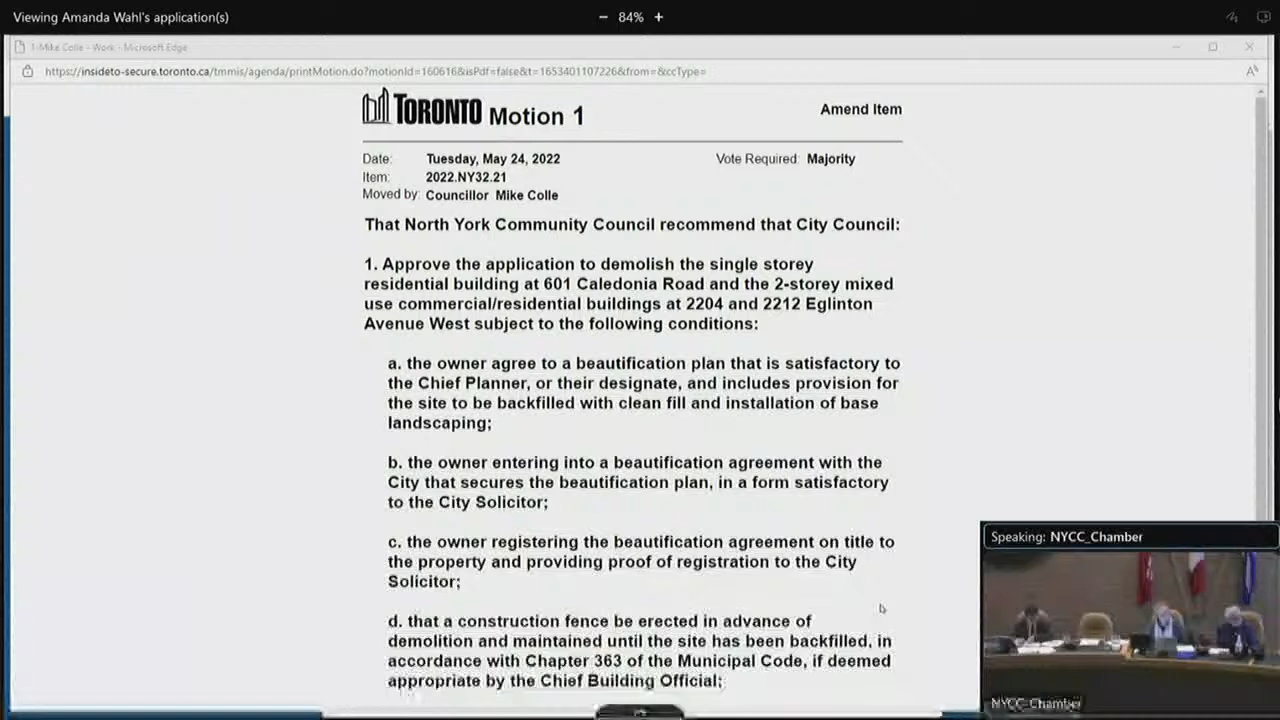 Viewing Amanda Wahl's application(s)
− 84% +
1-Mike Colle - Work - Microsoft Edge
https://insideto-secure.toronto.ca/tmmis/agenda/printMotion.do?motionId=160616&isPdf=false&t=1653401107226&from=&ccType=
TORONTO Motion 1
Amend Item
Date: Tuesday, May 24, 2022
Vote Required: Majority
Item: 2022.NY32.21
Moved by: Councillor Mike Colle
That North York Community Council recommend that City Council:
1. Approve the application to demolish the single storey
residential building at 601 Caledonia Road and the 2-storey mixed
use commercial/residential buildings at 2204 and 2212 Eglinton
Avenue West subject to the following conditions:
a. the owner agree to a beautification plan that is satisfactory to
the Chief Planner, or their designate, and includes provision for
the site to be backfilled with clean fill and installation of base
landscaping;
b. the owner entering into a beautification agreement with the
City that secures the beautification plan, in a form satisfactory
to the City Solicitor;
c. the owner registering the beautification agreement on title to
the property and providing proof of registration to the City
Solicitor;
d. that a construction fence be erected in advance of
demolition and maintained until the site has been backfilled, in
accordance with Chapter 363 of the Municipal Code, if deemed
appropriate by the Chief Building Official;
Speaking: NYCC_Chamber
NYCC_Chamber